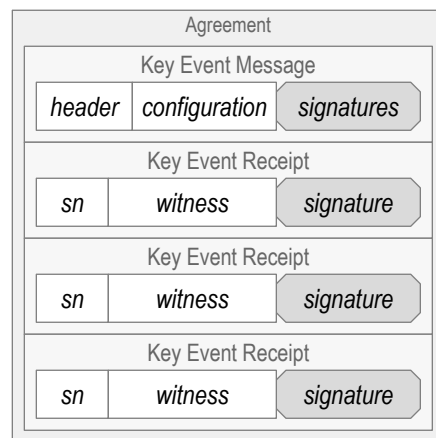 Agreement
Key Event Message
header configuration signatures
Key Event Receipt
sn witness signature
Key Event Receipt
sn witness signature
Key Event Receipt
sn witness signature